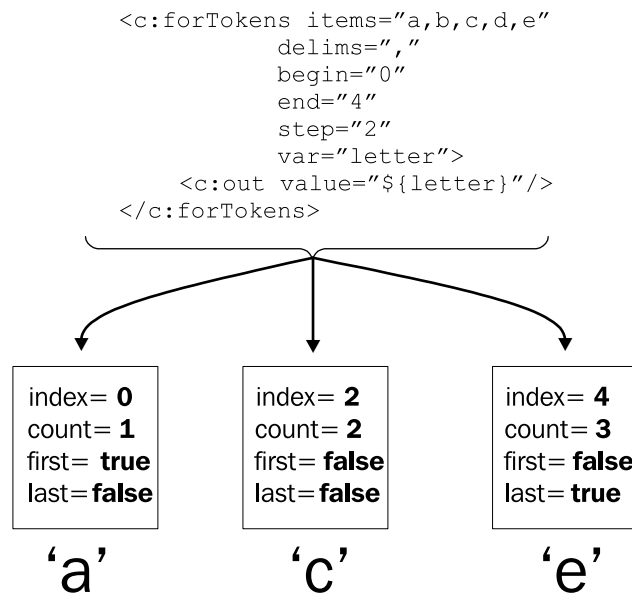 <c:forTokens items=”a,b,c,d,e”
delims=”,”
begin=”0”
end=”4”
step=”2”
var=”letter”>
<c:out value=”${letter}”/>
</c:forTokens>
index= 0
count= 1
first= true
last= false
index= 2
count= 2
first= false
last= false
index= 4
count= 3
first= false
last= true
‘a’
‘c’
‘e’